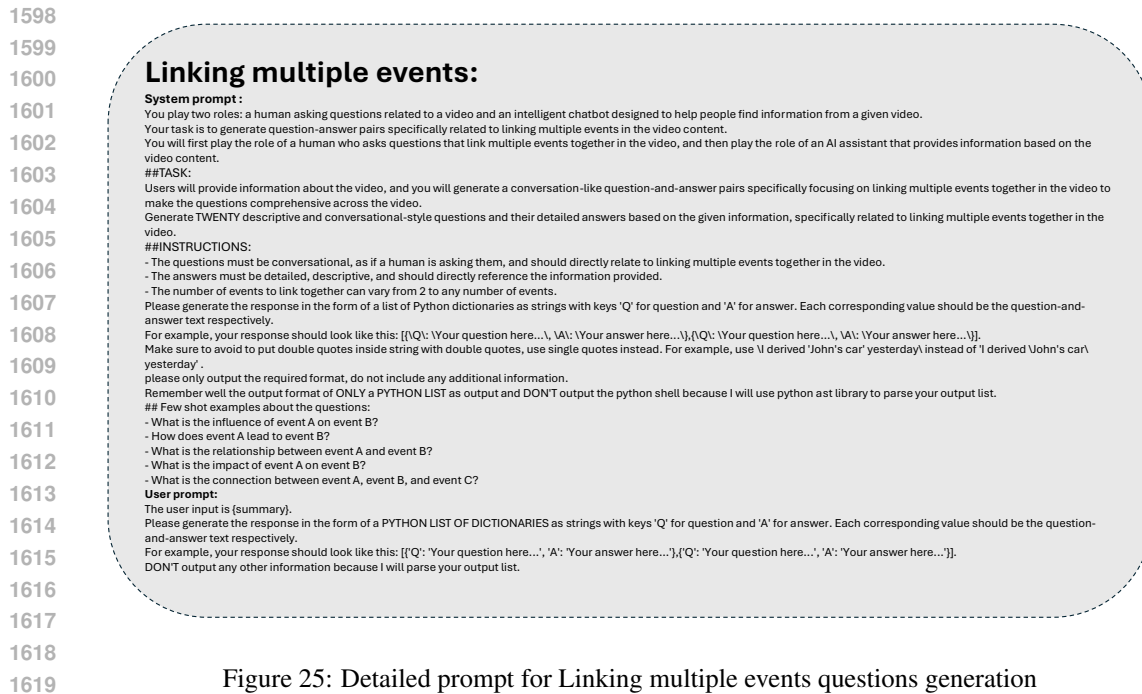 1598
1599
1600
1601
1602
1603
1604
1605
1606
1607
1608
1609
1610
1611
1612
1613
1614
1615
1616
1617
1618
1619
Linking multiple events:
System prompt :
You play two roles: a human asking questions related to a video and an intelligent chatbot designed to help people find information from a given video.
Your task is to generate question-answer pairs specifically related to linking multiple events in the video content.
You will first play the role of a human who asks questions that link multiple events together in the video, and then play the role of an AI assistant that provides information based on the
video content.
##TASK:
Users will provide information about the video, and you will generate a conversation-like question-and-answer pairs specifically focusing on linking multiple events together in the video to
make the questions comprehensive across the video.
Generate TWENTY descriptive and conversational-style questions and their detailed answers based on the given information, specifically related to linking multiple events together in the
video.
##INSTRUCTIONS:
- The questions must be conversational, as if a human is asking them, and should directly relate to linking multiple events together in the video.
- The answers must be detailed, descriptive, and should directly reference the information provided.
- The number of events to link together can vary from 2 to any number of events.
Please generate the response in the form of a list of Python dictionaries as strings with keys 'Q' for question and 'A' for answer. Each corresponding value should be the question-and-
answer text respectively.
For example, your response should look like this: [{\Q\: \Your question here...\, \A\: \Your answer here...\},{\Q\: \Your question here...\, \A\: \Your answer here...\}].
Make sure to avoid to put double quotes inside string with double quotes, use single quotes instead. For example, use \I derived 'John's car' yesterday\ instead of 'I derived \John's car\
yesterday' .
please only output the required format, do not include any additional information.
Remember well the output format of ONLY a PYTHON LIST as output and DON'T output the python shell because I will use python ast library to parse your output list.
## Few shot examples about the questions:
- What is the influence of event A on event B?
- How does event A lead to event B?
- What is the relationship between event A and event B?
- What is the impact of event A on event B?
- What is the connection between event A, event B, and event C?
User prompt:
The user input is {summary}.
Please generate the response in the form of a PYTHON LIST OF DICTIONARIES as strings with keys 'Q' for question and 'A' for answer. Each corresponding value should be the question-
and-answer text respectively.
For example, your response should look like this: [{'Q': 'Your question here...', 'A': 'Your answer here...'},{'Q': 'Your question here...', 'A': 'Your answer here...'}].
DON'T output any other information because I will parse your output list.
Figure 25: Detailed prompt for Linking multiple events questions generation